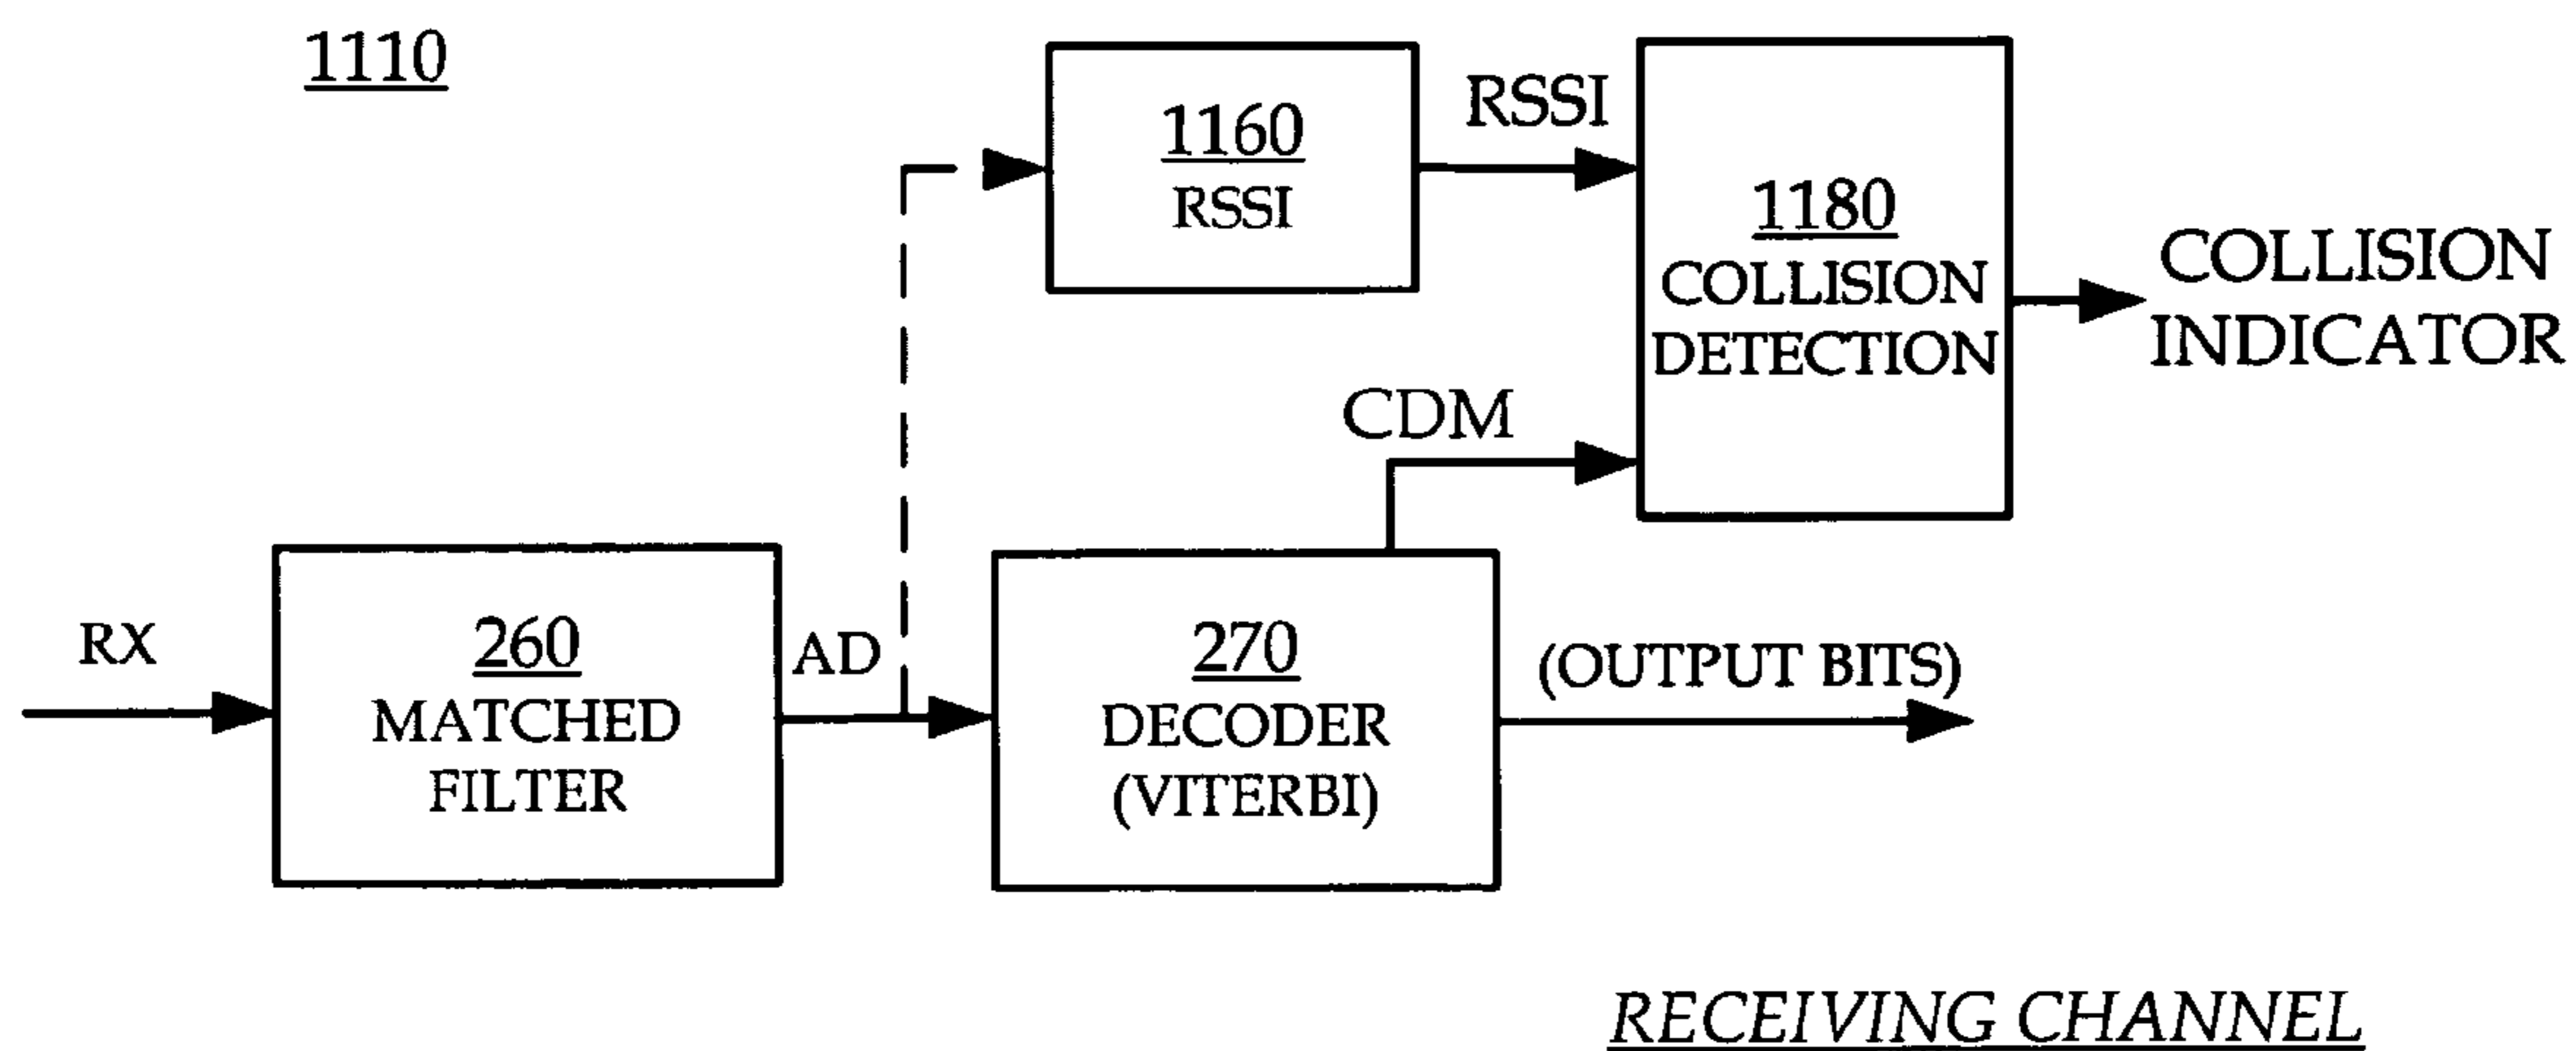 1110
1160
RSSI
RSSI
1180
COLLISION
DETECTION
COLLISION
INDICATOR
CDM
RX
260
MATCHED
FILTER
AD
270
DECODER
(VITERBI)
(OUTPUT BITS)
RECEIVING CHANNEL